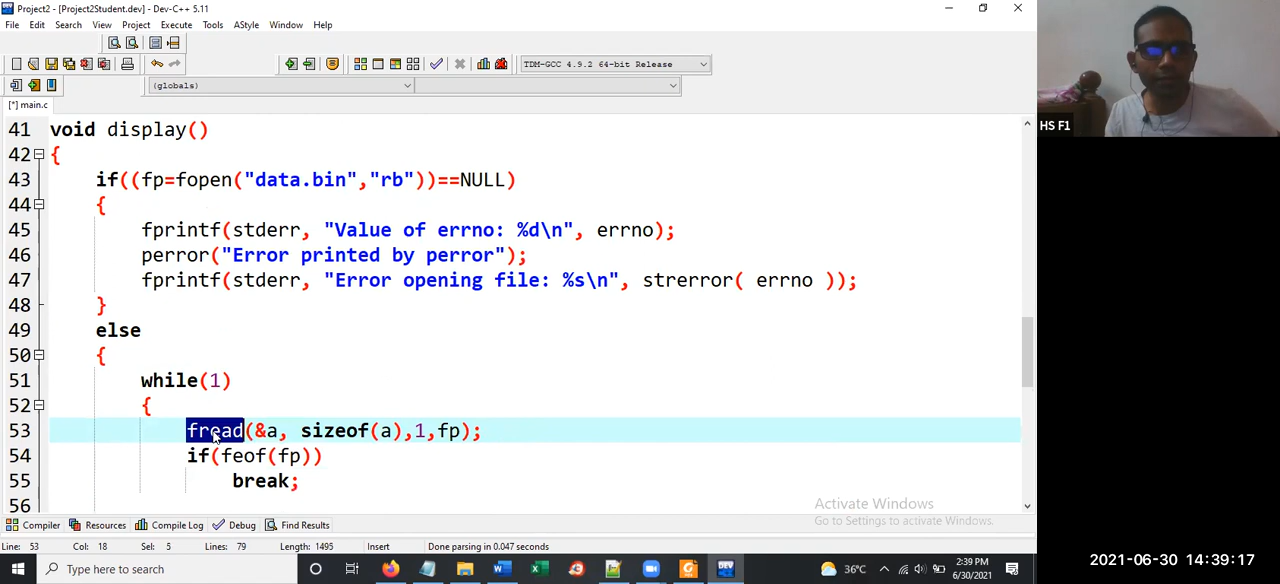 Project2 - [Project2Student.dev] - Dev-C++ 5.11
File Edit Search View Project Execute Tools AStyle Window Help
TDM-GCC 4.9.2 64-bit Release
(globals)
[*] main.c
41 void display()
42 {
43 if((fp=fopen("data.bin","rb"))==NULL)
44 {
45 fprintf(stderr, "Value of errno: %d\n", errno);
46 perror("Error printed by perror");
47 fprintf(stderr, "Error opening file: %s\n", strerror( errno ));
48 }
49 else
50 {
51 while(1)
52 {
53 fread(&a, sizeof(a),1,fp);
54 if(feof(fp))
55 break;
56
HS F1
Activate Windows
Go to Settings to activate Windows.
Compiler Resources Compile Log Debug Find Results
Line: 53 Col: 18 Sel: 5 Lines: 79 Length: 1495 Insert Done parsing in 0.047 seconds
Type here to search
36°C
2:39 PM
6/30/2021
DEV
2021-06-30 14:39:17